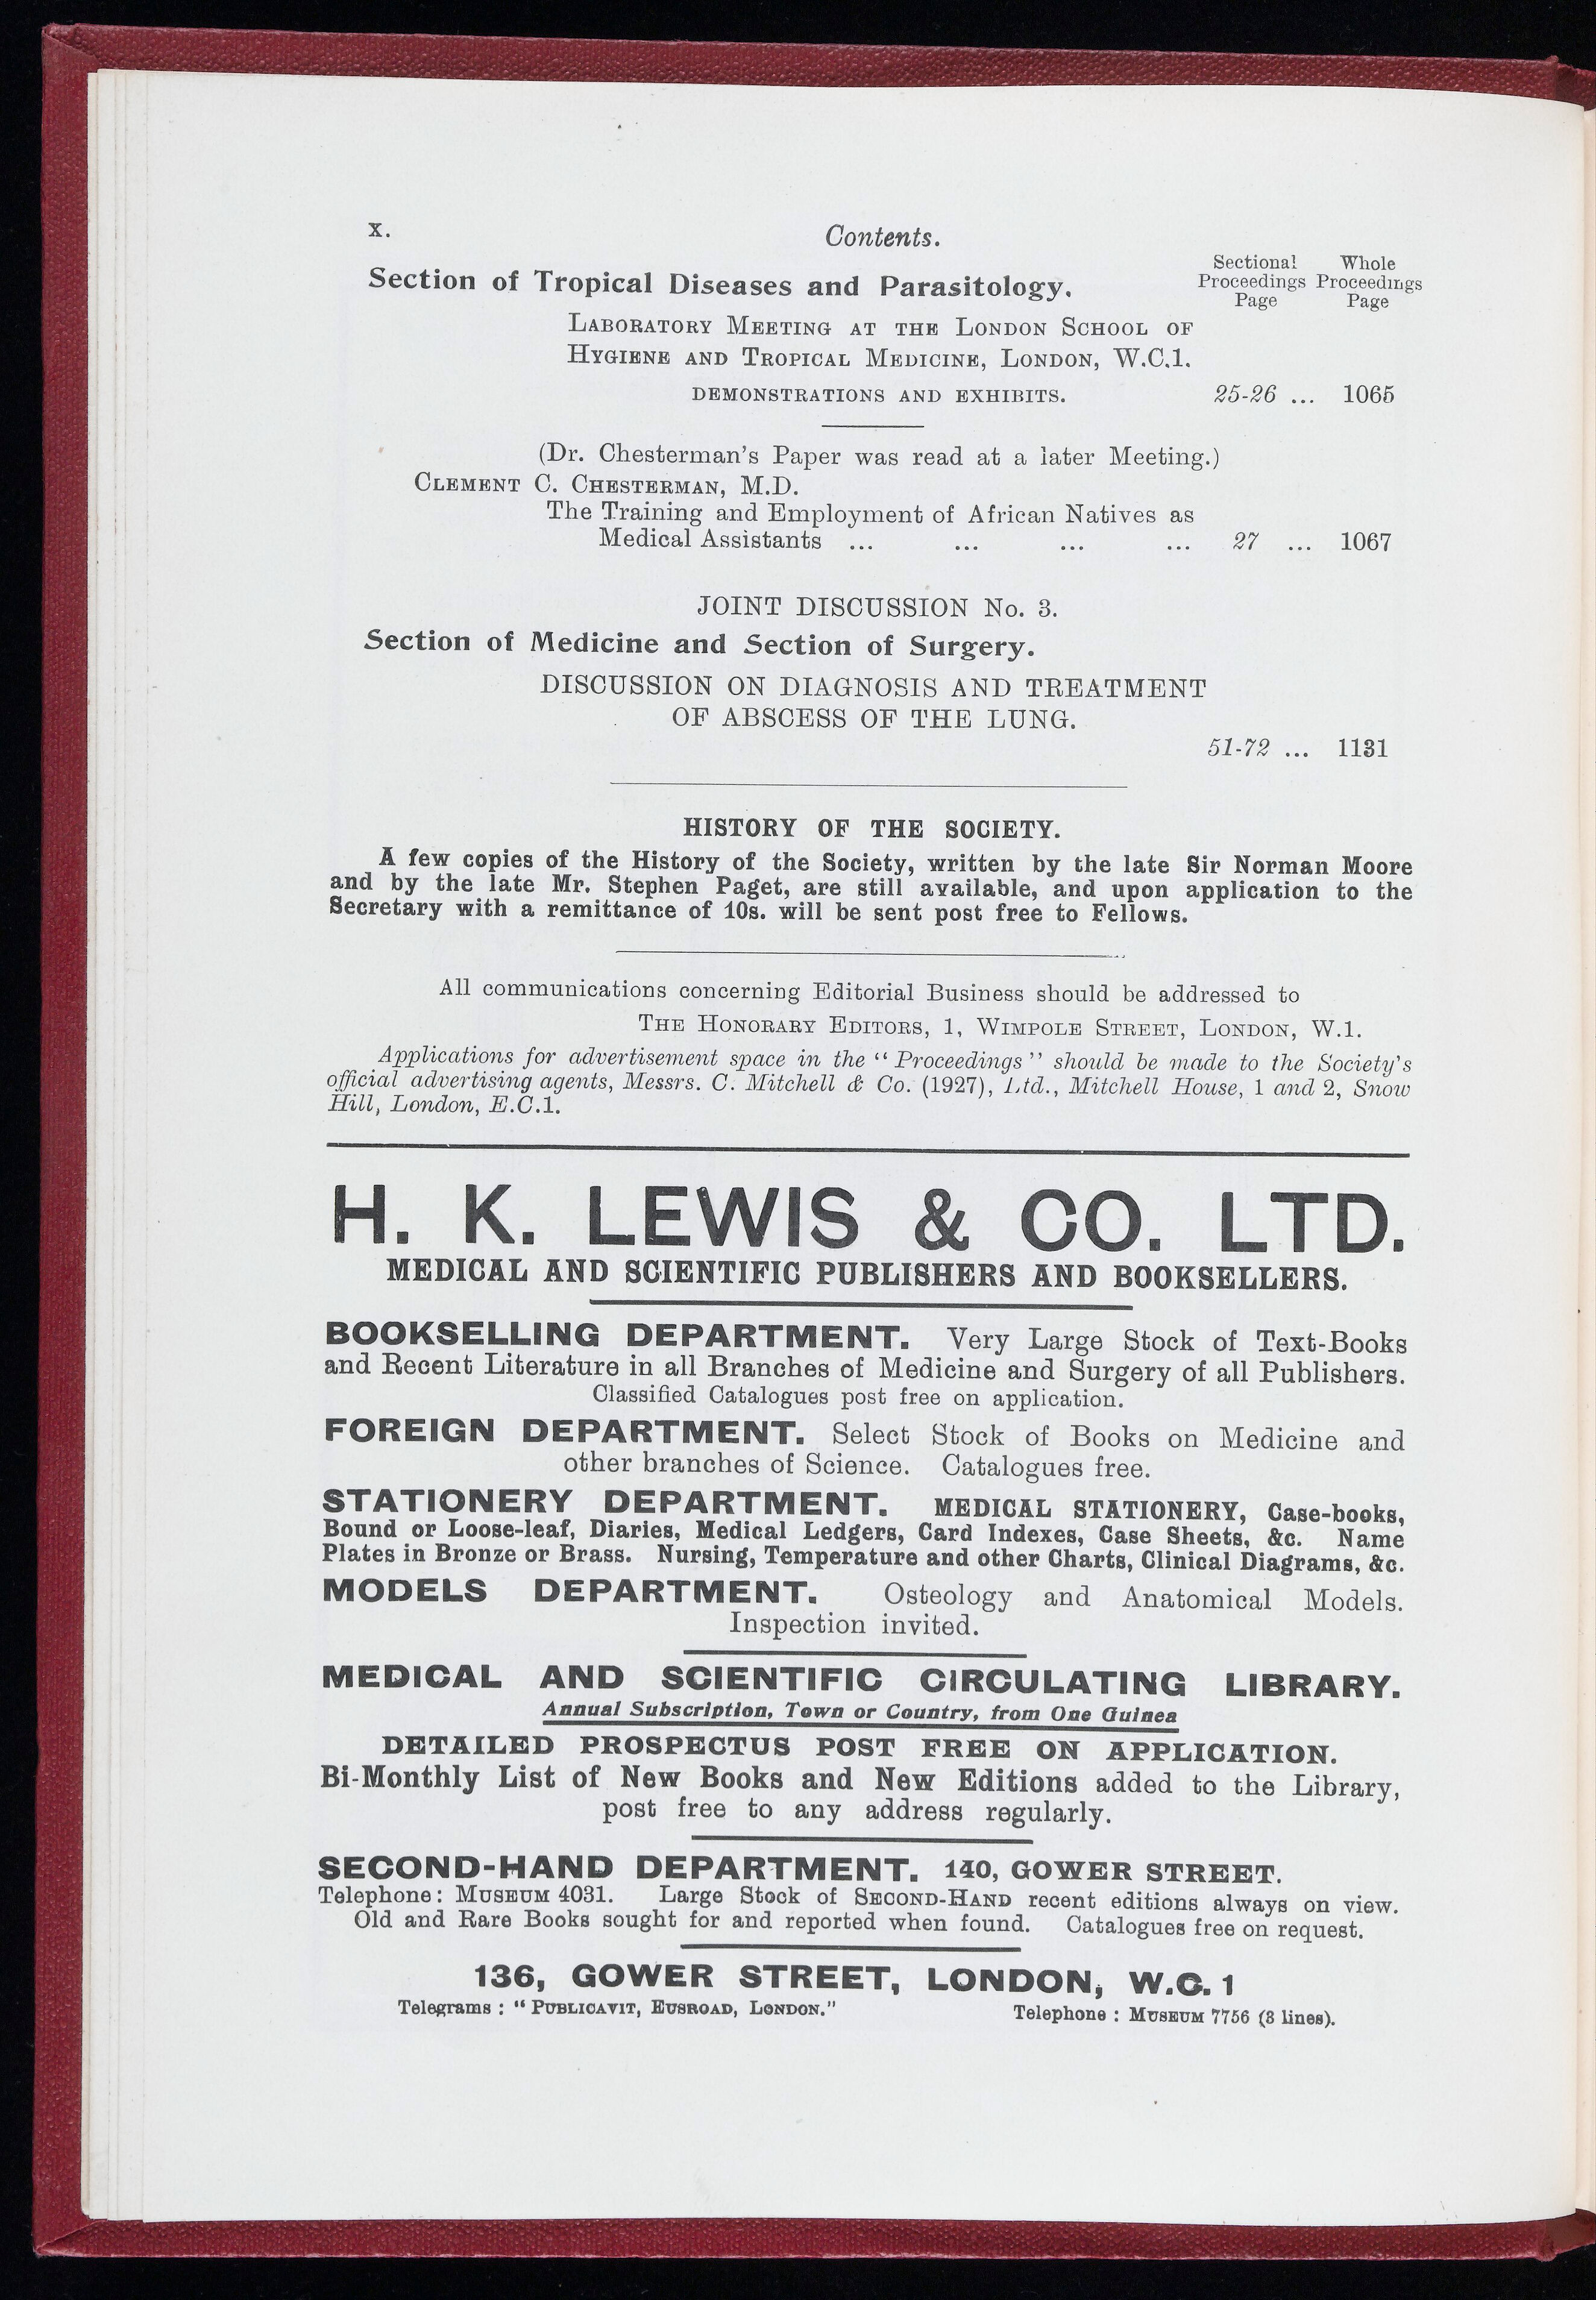 x.
Contents.
Section of Tropical Diseases and Parasitology.
Sectional Whole
Proceedings Proceedings
Page Page
LABORATORY MEETING AT THE LONDON SCHOOL OF
HYGIENE AND TROPICAL MEDICINE, LONDON, W.C.1.
DEMONSTRATIONS AND EXHIBITS. 25-26 ... 1065
(Dr. Chesterman's Paper was read at a later Meeting.)
CLEMENT C. CHESTERMAN, M.D.
The Training and Employment of African Natives as
Medical Assistants ... ... ... ... 27 ... 1067
JOINT DISCUSSION No. 3.
Section of Medicine and Section of Surgery.
DISCUSSION ON DIAGNOSIS AND TREATMENT
OF ABSCESS OF THE LUNG.
51-72 ... 1131
HISTORY OF THE SOCIETY.
A few copies of the History of the Society, written by the late Sir Norman Moore
and by the late Mr. Stephen Paget, are still available, and upon application to the
Secretary with a remittance of 10s. will be sent post free to Fellows.
All communications concerning Editorial Business should be addressed to
THE HONORARY EDITORS, 1, WIMPOLE STREET, LONDON, W.1.
Applications for advertisement space in the "Proceedings" should be made to the Society's
official advertising agents, Messrs. C. Mitchell & Co. (1927), Ltd., Mitchell House, 1 and 2, Snow
Hill, London, E.C.1.
H. K. LEWIS & CO. LTD.
MEDICAL AND SCIENTIFIC PUBLISHERS AND BOOKSELLERS.
BOOKSELLING DEPARTMENT. Very Large Stock of Text-Books
and Recent Literature in all Branches of Medicine and Surgery of all Publishers.
Classified Catalogues post free on application.
FOREIGN DEPARTMENT. Select Stock of Books on Medicine and
other branches of Science. Catalogues free.
STATIONERY DEPARTMENT. MEDICAL STATIONERY, Case-books,
Bound or Loose-leaf, Diaries, Medical Ledgers, Card Indexes, Case Sheets, &c. Name
Plates in Bronze or Brass. Nursing, Temperature and other Charts, Clinical Diagrams, &c.
MODELS DEPARTMENT. Osteology and Anatomical Models.
Inspection invited.
MEDICAL AND SCIENTIFIC CIRCULATING LIBRARY.
Annual Subscription, Town or Country, from One Guinea
DETAILED PROSPECTUS POST FREE ON APPLICATION.
Bi-Monthly List of New Books and New Editions added to the Library,
post free to any address regularly.
SECOND-HAND DEPARTMENT. 140, GOWER STREET.
Telephone: MUSEUM 4031. Large Stock of SECOND-HAND recent editions always on view.
Old and Rare Books sought for and reported when found. Catalogues free on request.
136, GOWER STREET, LONDON, W.C. 1
Telegrams: "PUBLICAVIT, EUSROAD, LONDON." Telephone: MUSEUM 7756 (3 lines).